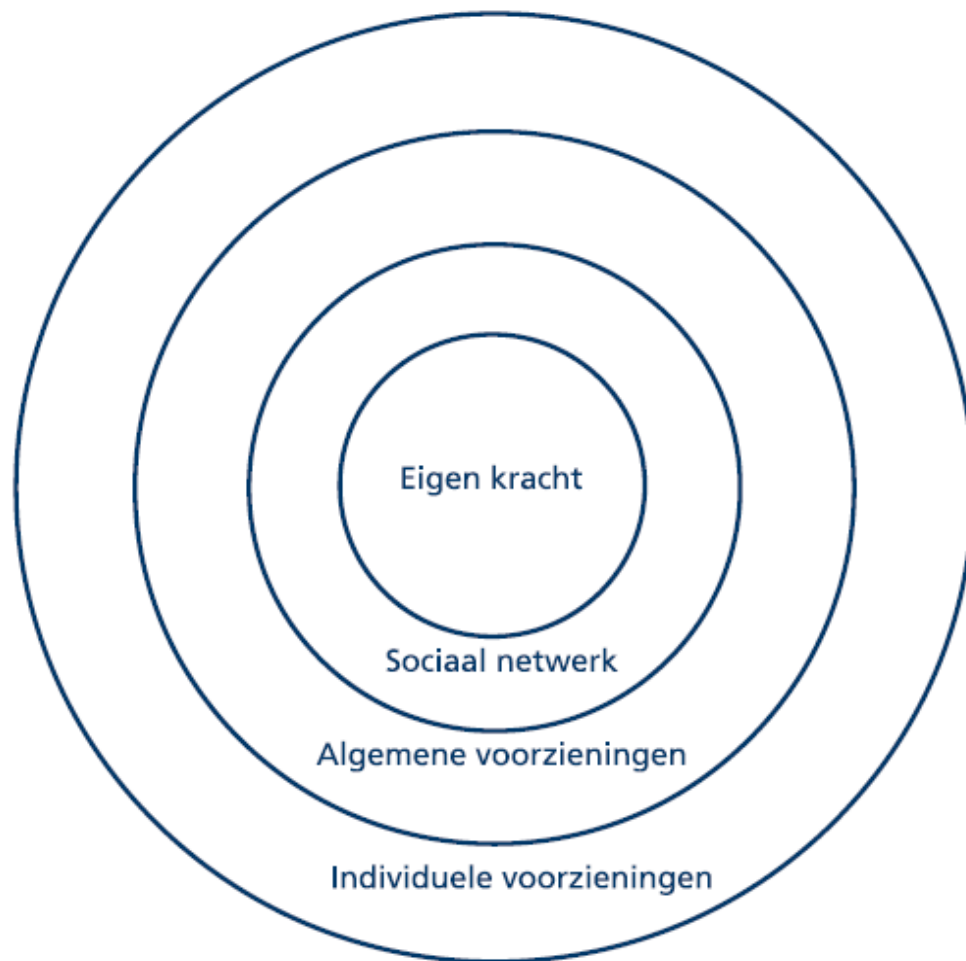 Eigen kracht
Sociaal netwerk
Algemene voorzieningen
Individuele voorzieningen